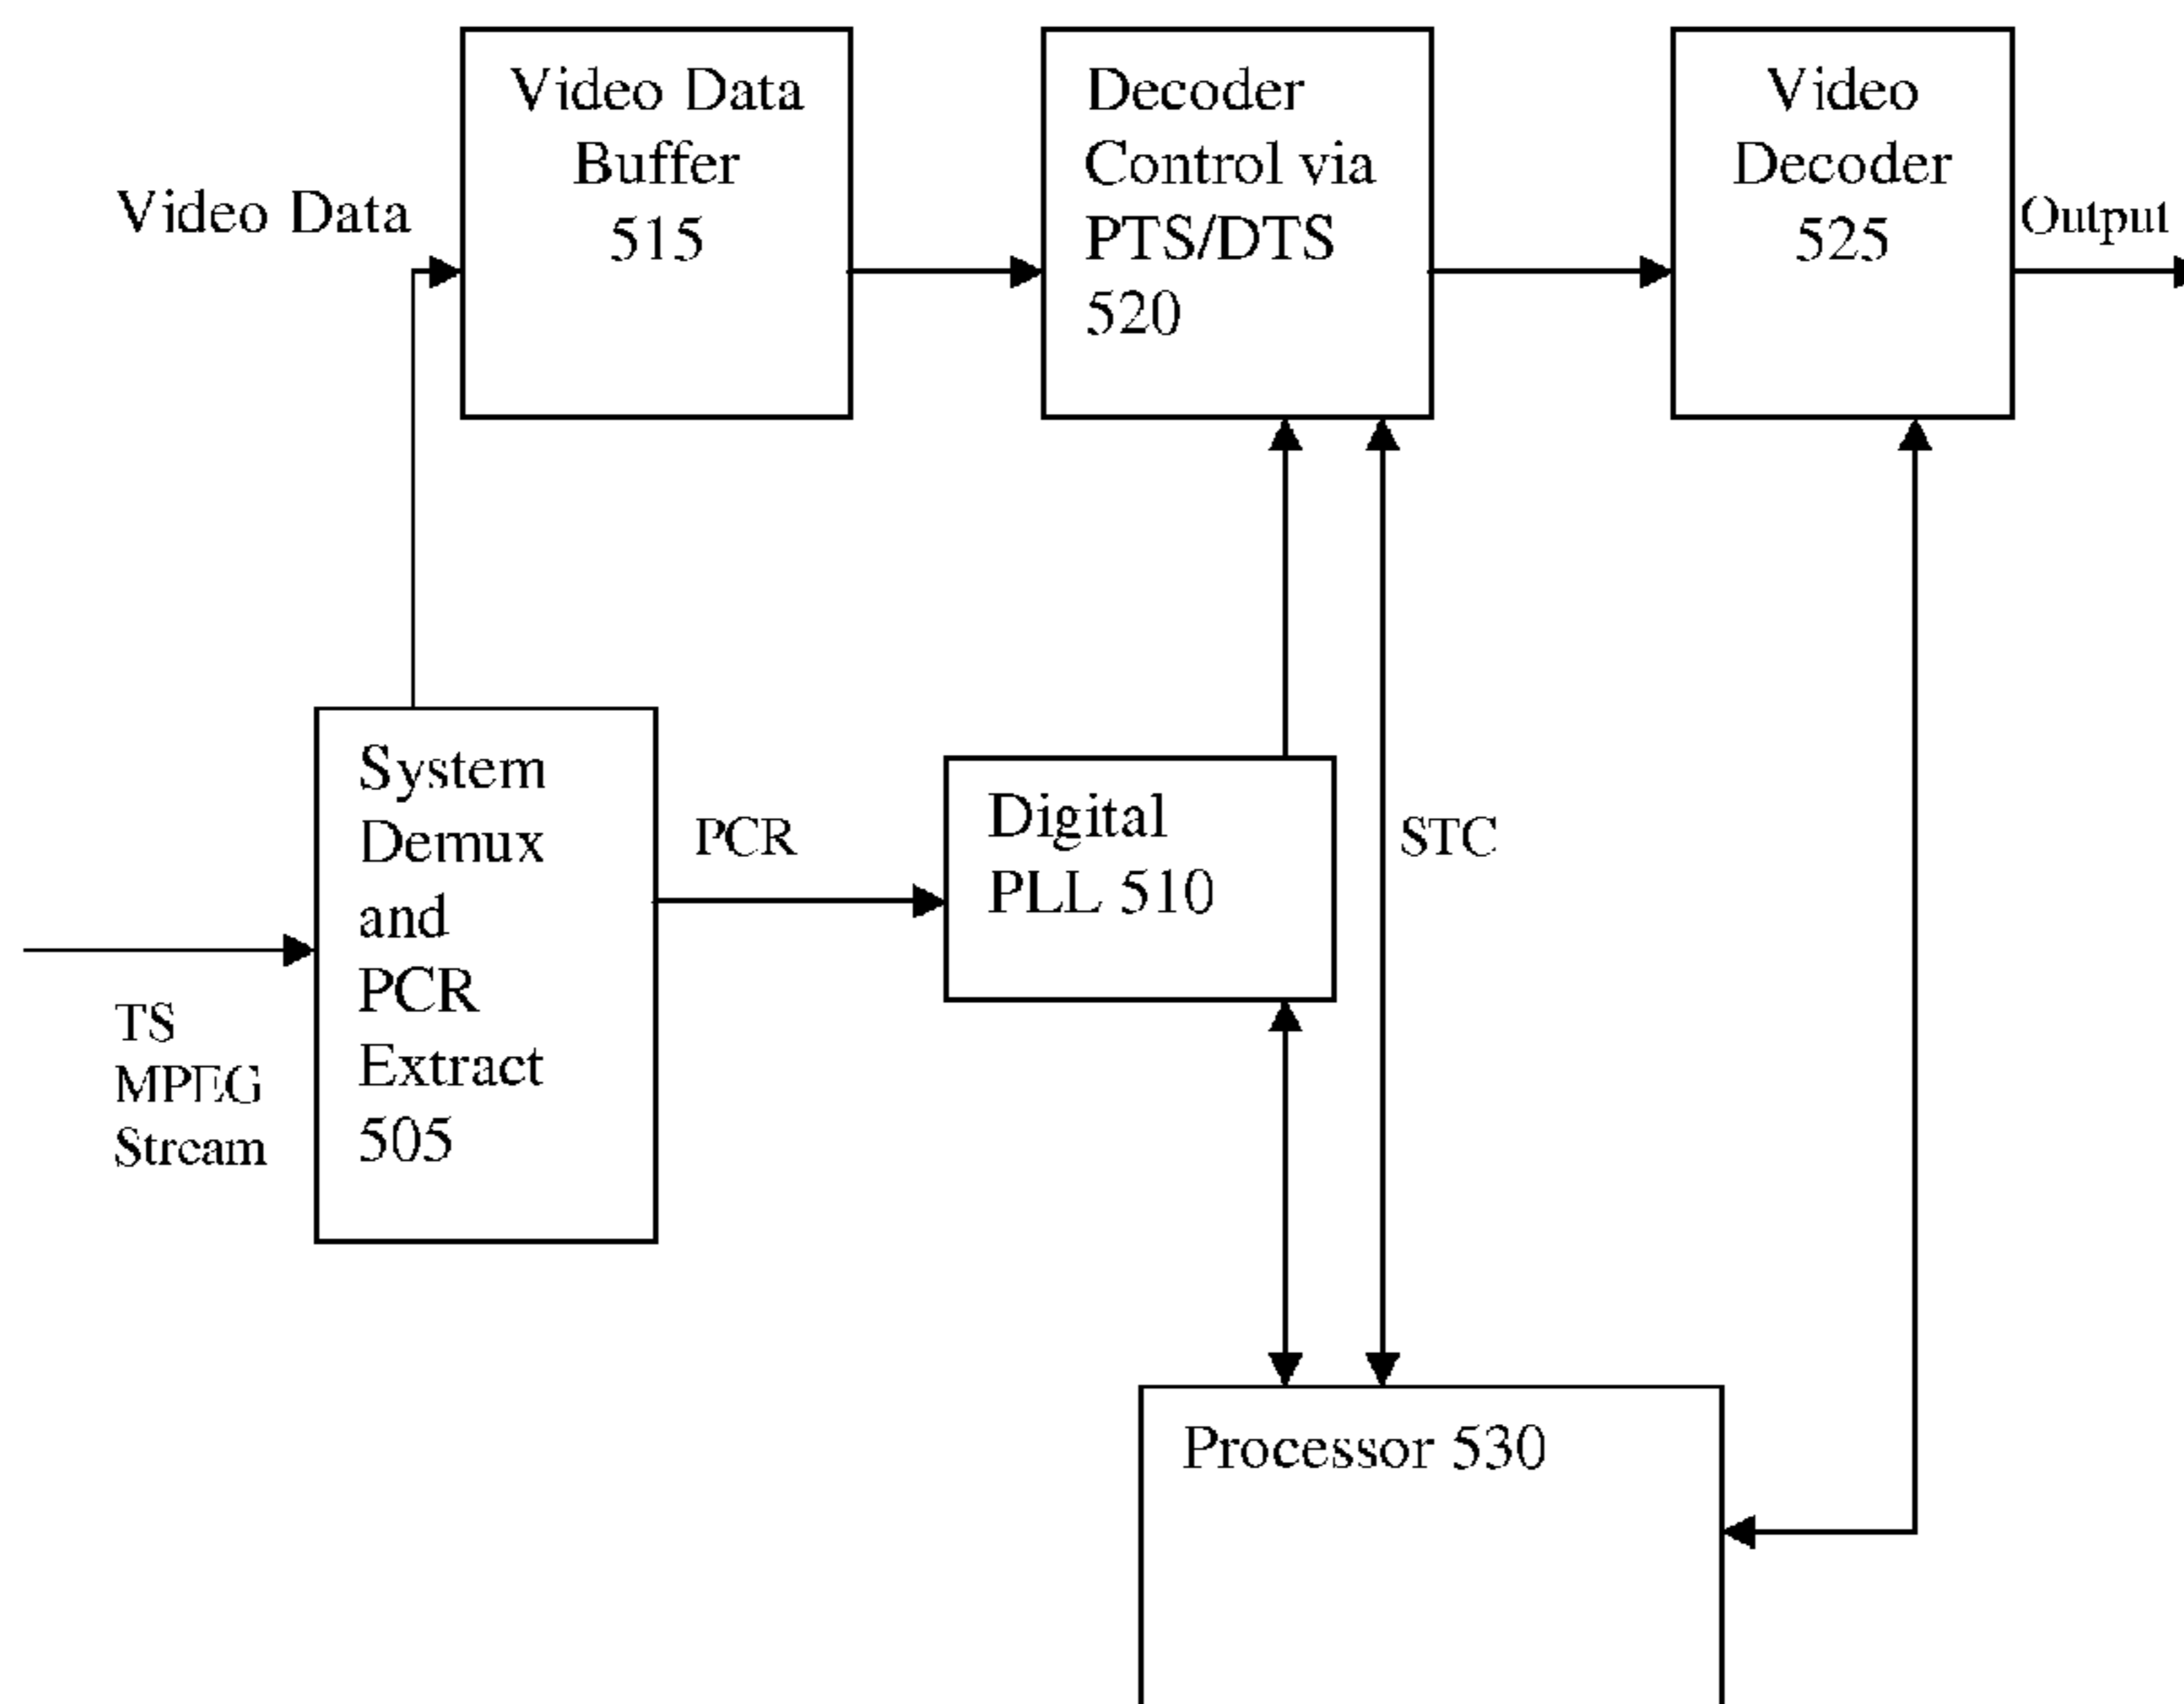 Video Data
Buffer
515
Decoder
Control via
PTS/DTS
520
Video
Decoder
525
Video Data
Output
System
Demux
and
PCR
Extract
505
PCR
Digital
PLL 510
STC
TS
MPEG
Stream
Processor 530